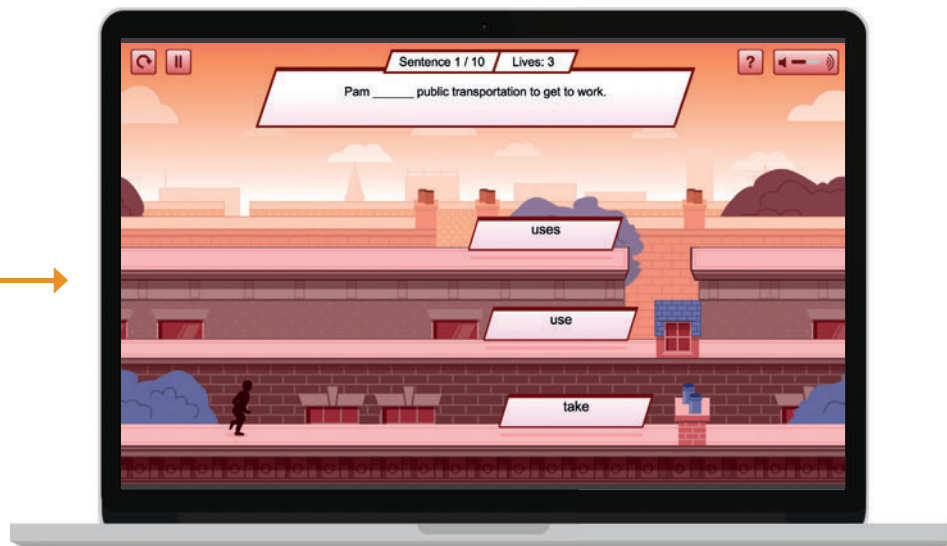 Sentence 1 / 10 Lives: 3
?
Pam ______ public transportation to get to work.
uses
use
take